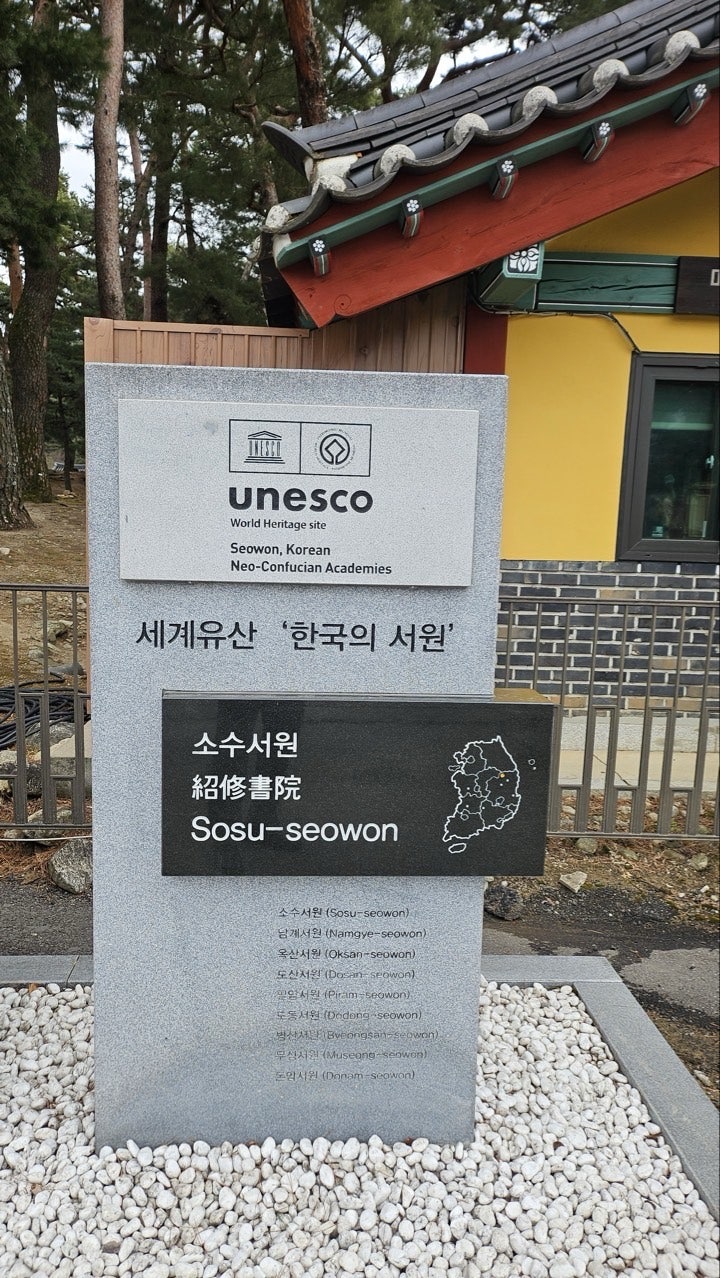 UNESCO
unesco
World Heritage site
Seowon, Korean
Neo-Confucian Academies
세계유산 ‘한국의 서원’
소수서원
紹修書院
Sosu-seowon
소수서원 (Sosu-seowon)
남계서원 (Namgye-seowon)
옥산서원 (Oksan-seowon)
도산서원 (Dosan-seowon)
필암서원 (Piram-seowon)
도동서원 (Dodong-seowon)
병산서원 (Byeongsan-seowon)
무성서원 (Museong-seowon)
돈암서원 (Donam-seowon)